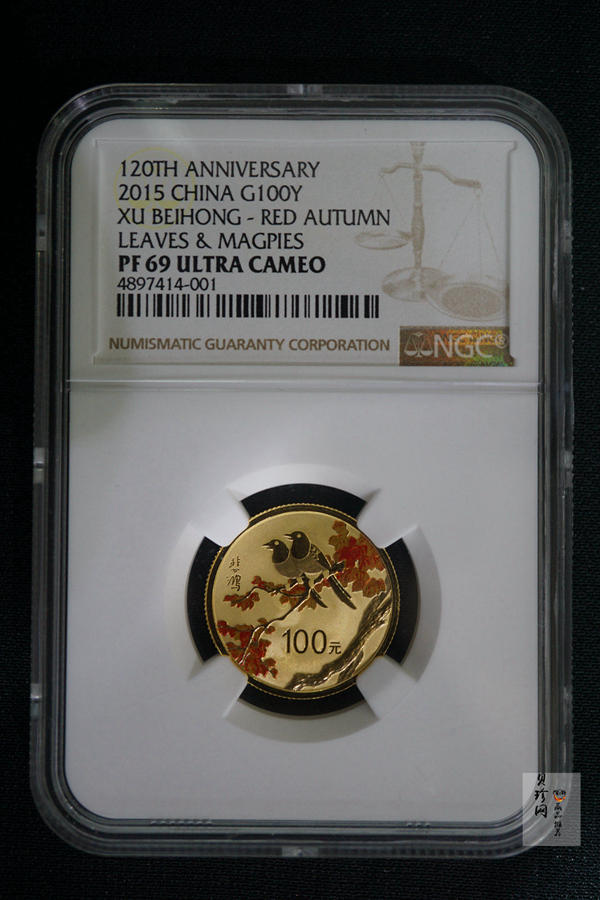 120TH ANNIVERSARY
2015 CHINA G100Y
XU BEIHONG - RED AUTUMN
LEAVES & MAGPIES
PF 69 ULTRA CAMEO
4897414-001
NUMISMATIC GUARANTY CORPORATION
NGC®
悲鸿
100元
贝珍网